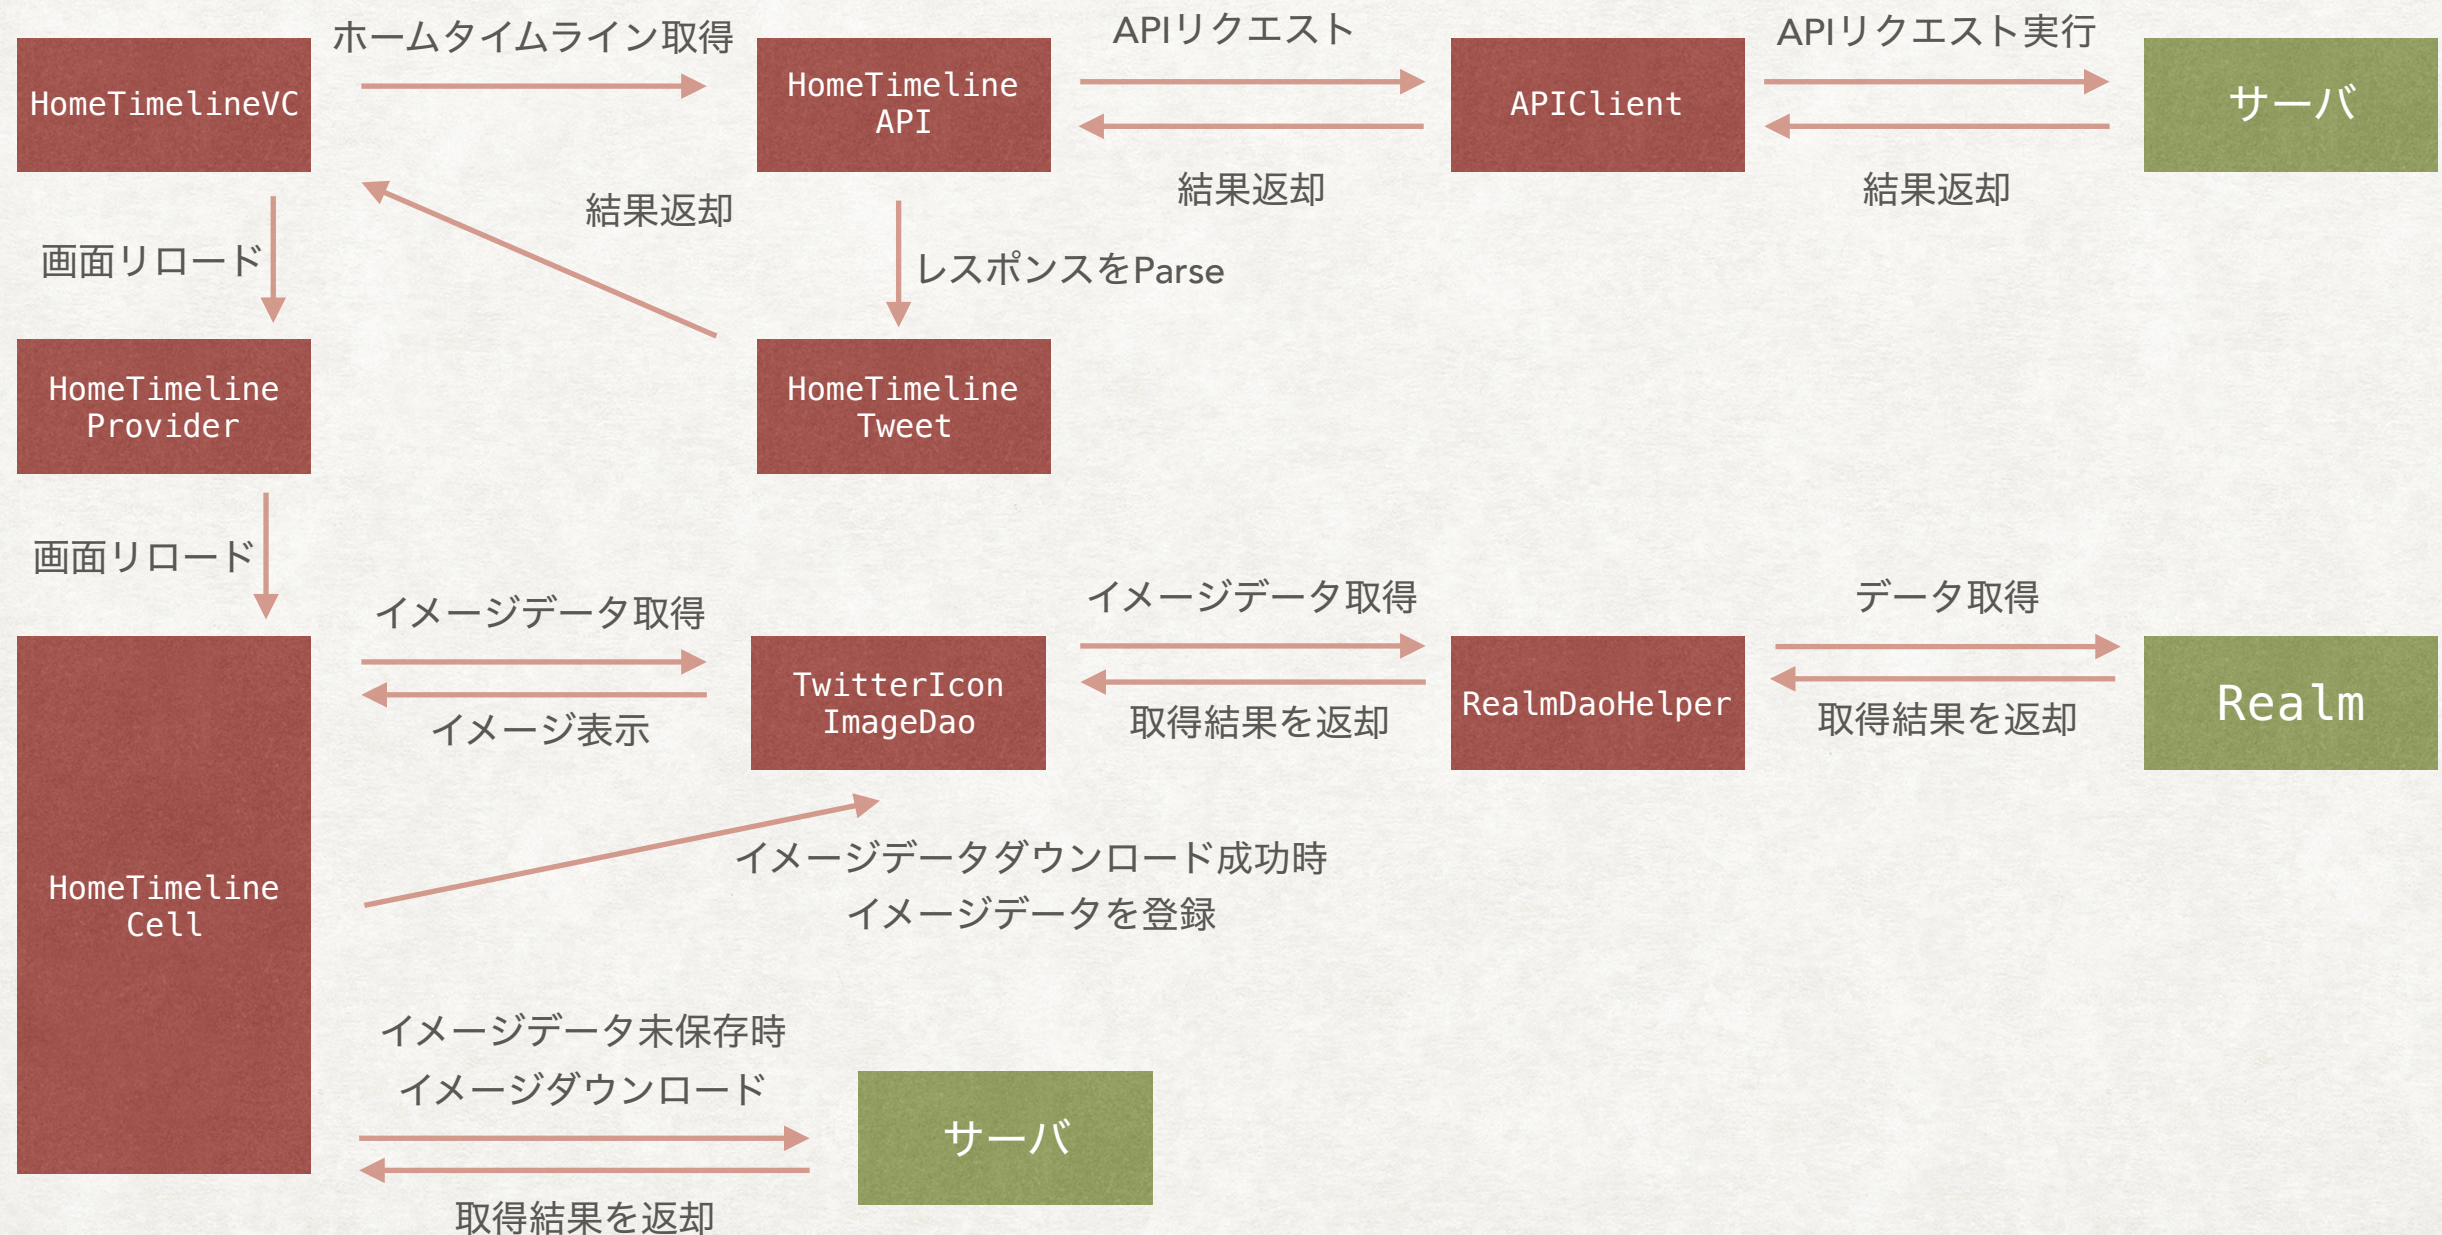 ホームタイムライン取得
APIリクエスト
APIリクエスト実行
HomeTimelineVC
HomeTimeline
API
APIClient
サーバ
結果返却
結果返却
結果返却
画面リロード
レスポンスをParse
HomeTimeline
Provider
HomeTimeline
Tweet
画面リロード
イメージデータ取得
イメージデータ取得
データ取得
TwitterIcon
ImageDao
RealmDaoHelper
Realm
イメージ表示
取得結果を返却
取得結果を返却
HomeTimeline
Cell
イメージデータダウンロード成功時
イメージデータを登録
イメージデータ未保存時
イメージダウンロード
サーバ
取得結果を返却